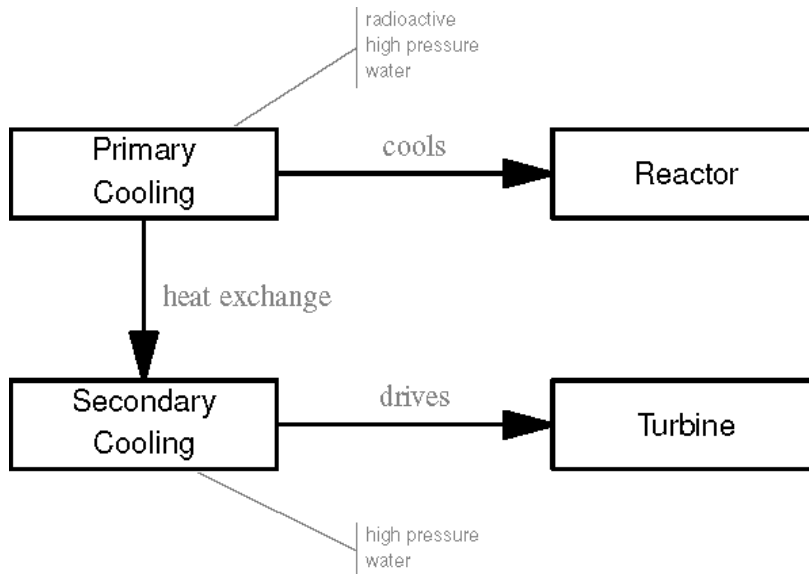 radioactive
high pressure
water
Primary
Cooling
cools
Reactor
heat exchange
Secondary
Cooling
drives
Turbine
high pressure
water